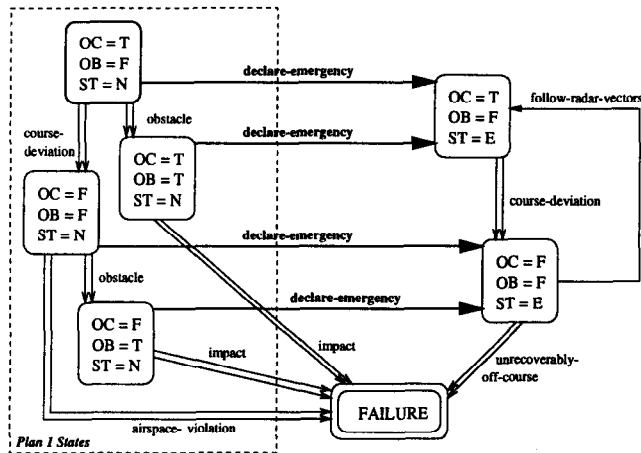 OC = T
OB = F
ST = N
declare-emergency
OC = T
OB = F
ST = E
follow-radar-vectors
course-
deviation
obstacle
declare-emergency
OC = T
OB = T
ST = N
OC = F
OB = F
ST = N
course-deviation
declare-emergency
OC = F
OB = F
ST = E
obstacle
declare-emergency
OC = F
OB = T
ST = N
impact
impact
unrecoverably-
off-course
FAILURE
airspace- violation
Plan 1 States